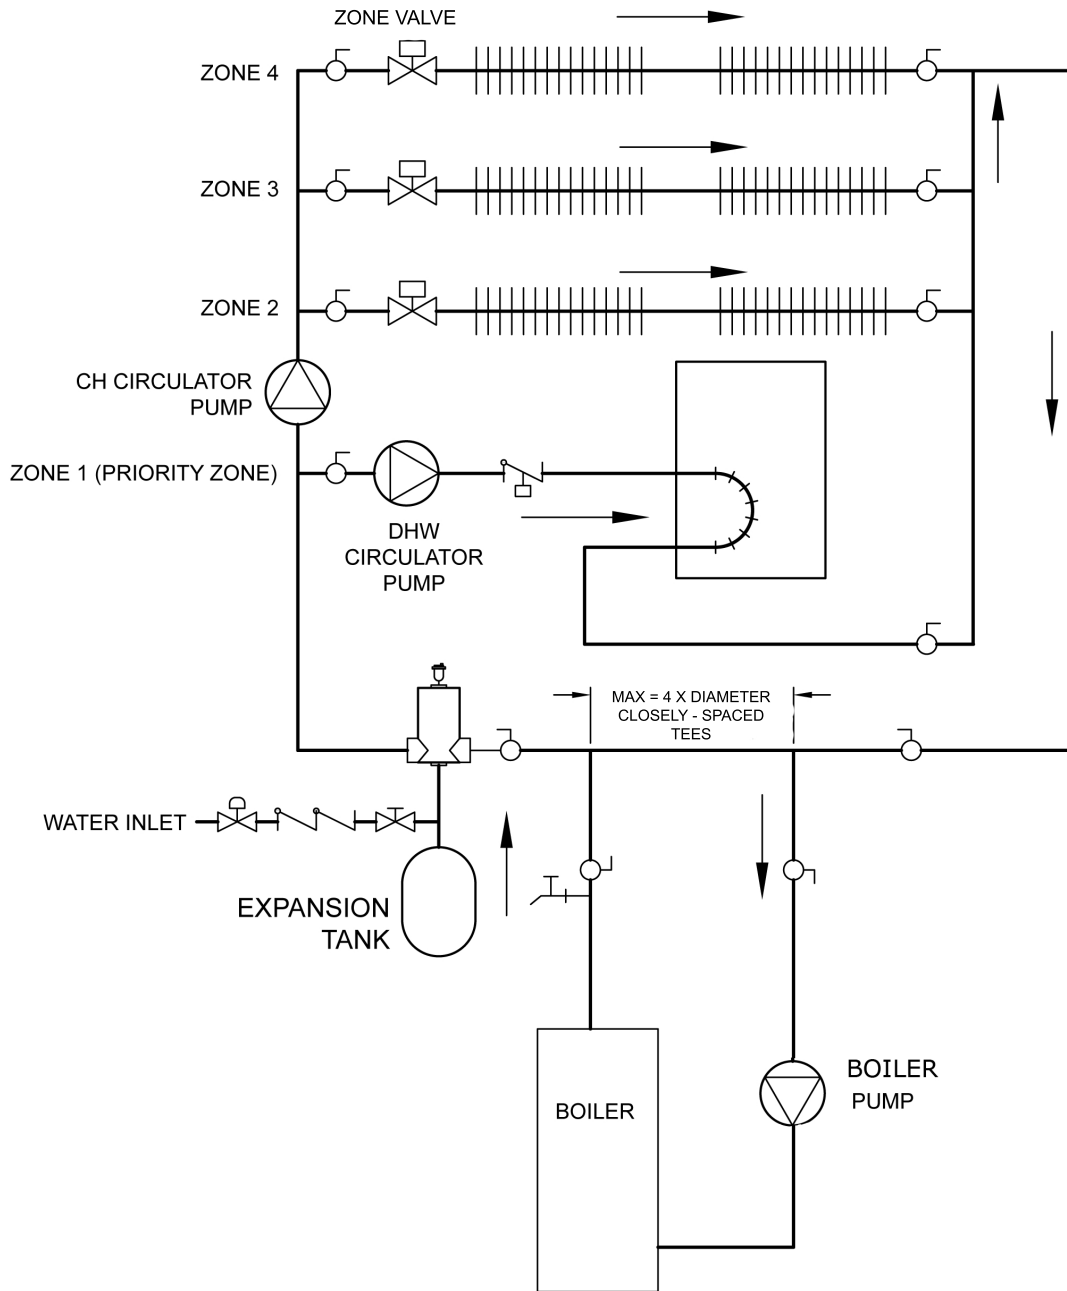 ZONE VALVE
ZONE 4
ZONE 3
ZONE 2
CH CIRCULATOR
PUMP
ZONE 1 (PRIORITY ZONE)
DHW
CIRCULATOR
PUMP
MAX = 4 X DIAMETER
CLOSELY - SPACED
TEES
WATER INLET
EXPANSION
TANK
BOILER
PUMP
BOILER